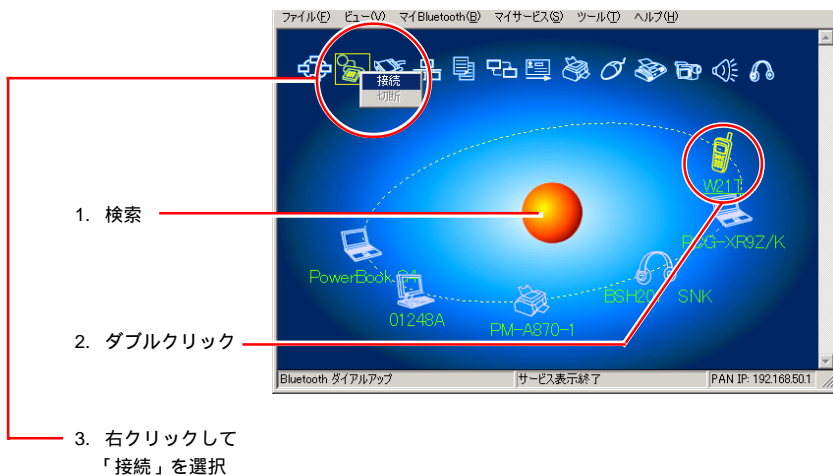 ファイル(F) ビュー(V) マイBluetooth(B) マイサービス(S) ツール(T) ヘルプ(H)
接続
切断
W21T
1. 検索
PCG-XR9Z/K
PowerBook G4
BSH201 SNK
01248A
PM-A870-1
2. ダブルクリック
Bluetooth ダイアルアップ サービス表示終了 PAN IP: 192.168.50.1
3. 右クリックして
「接続」を選択